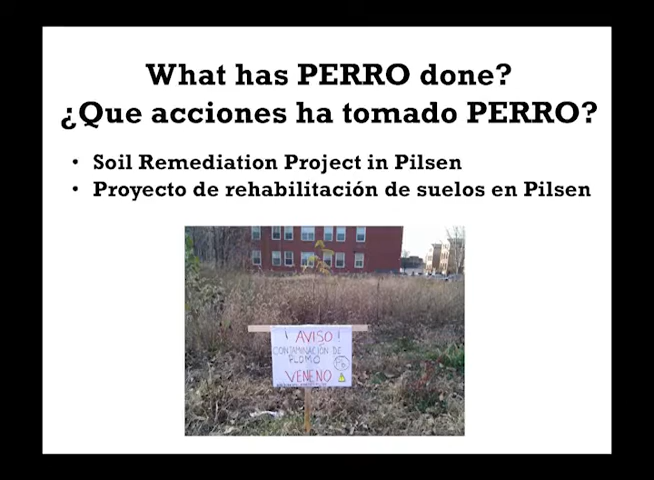 What has PERRO done?
¿Que acciones ha tomado PERRO?
• Soil Remediation Project in Pilsen
• Proyecto de rehabilitación de suelos en Pilsen
¡ AVISO !
CONTAMINACIÓN DE
PLOMO
Pb
VENENO